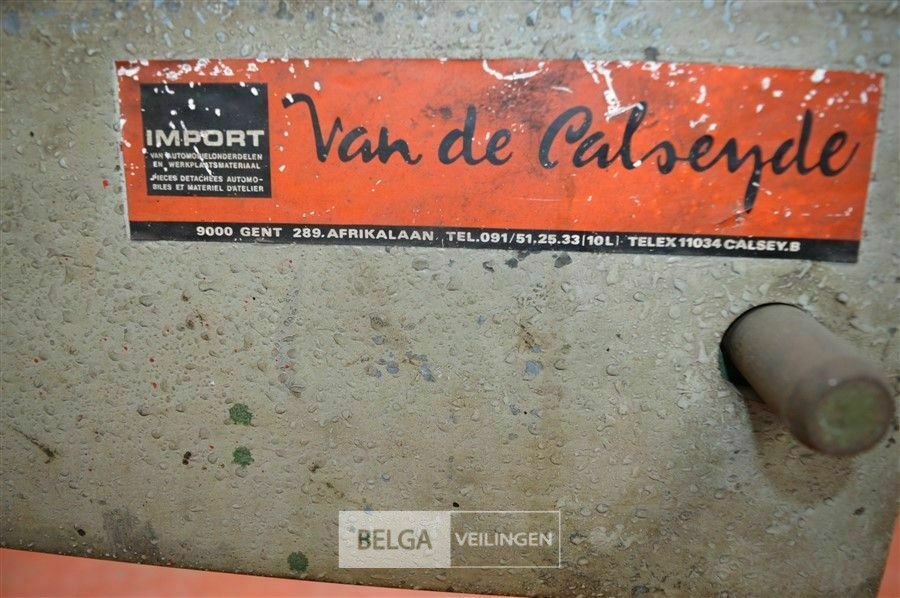 IMPORT
VAN AUTOMOBIELONDERDELEN
EN WERKPLAATSMATERIAAL
PIECES DETACHEES AUTOMO-
BILES ET MATERIEL D'ATELIER
Van de Calseyde
9000 GENT 289. AFRIKALAAN TEL.091/51.25.33 (10L) TELEX 11034 CALSEY.B
BELGA VEILINGEN